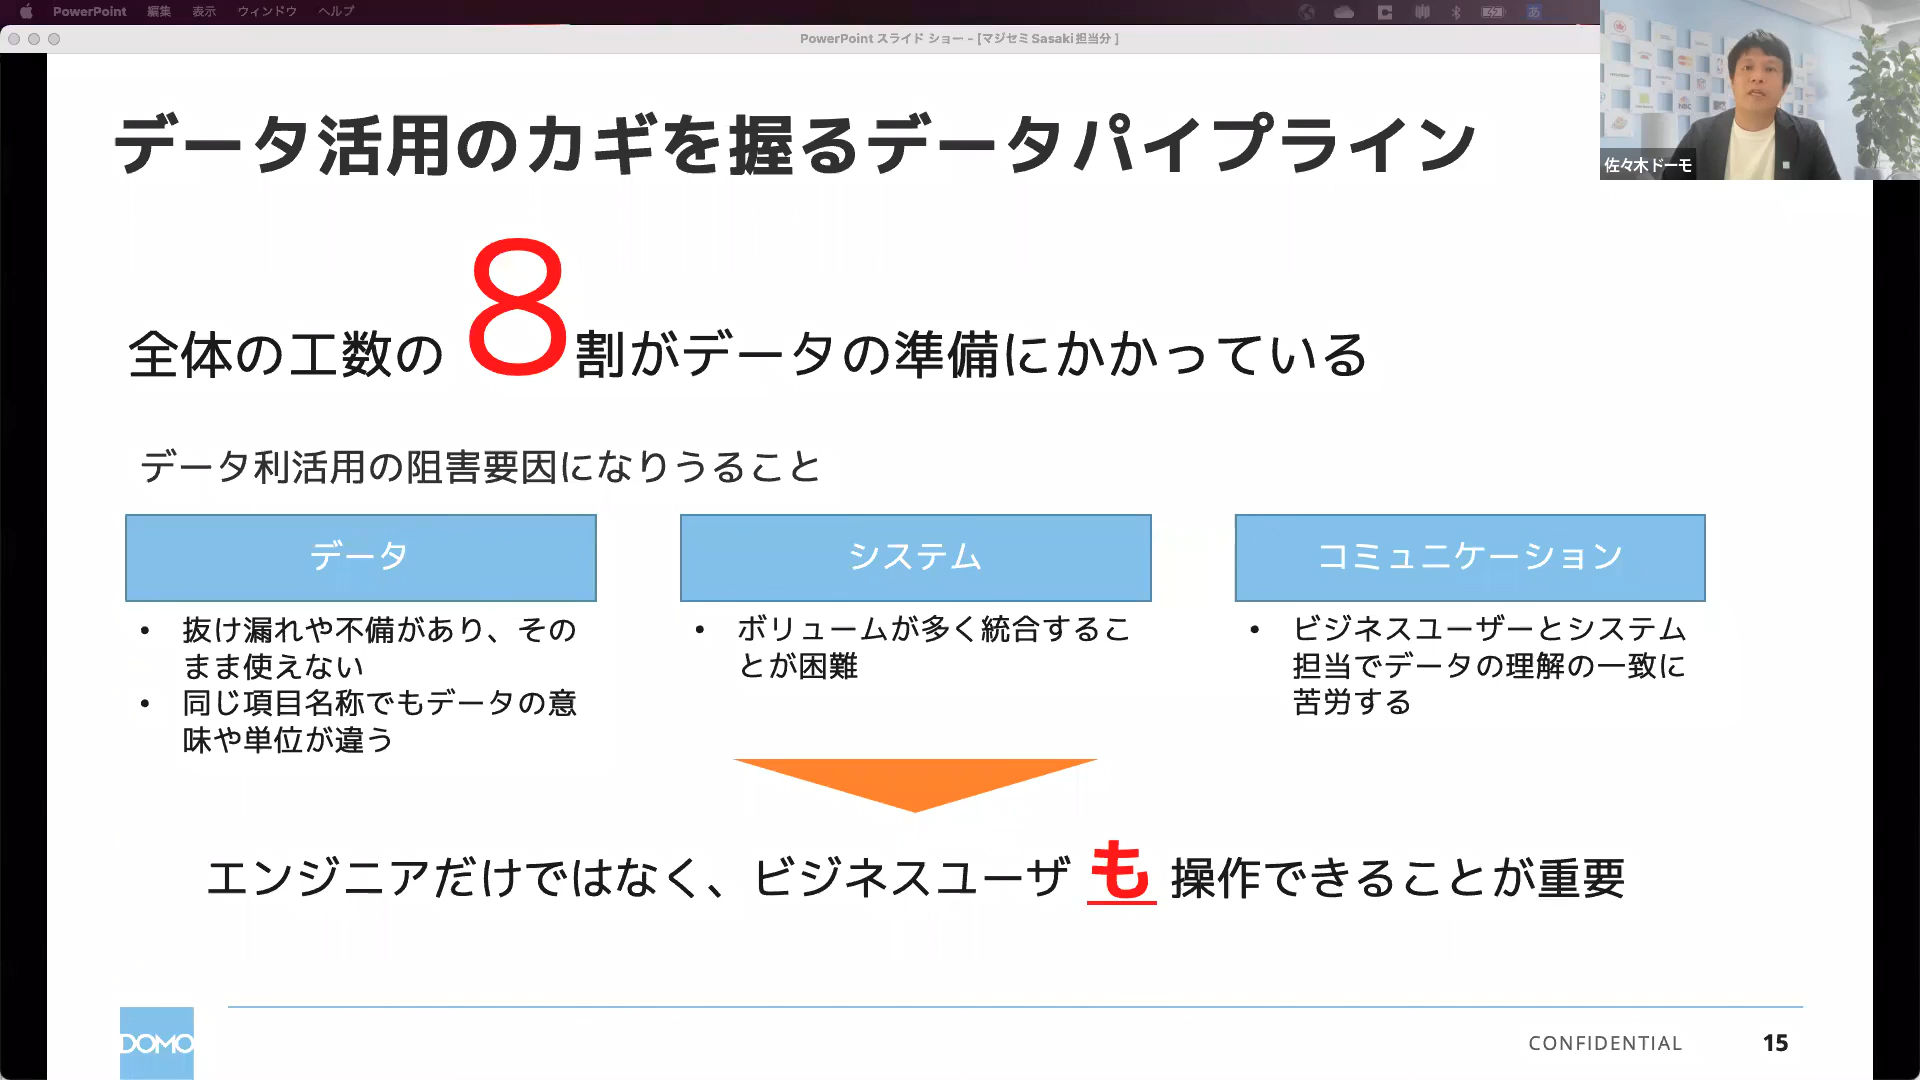 PowerPoint 編集 表示 ウィンドウ ヘルプ
あ
PowerPoint スライド ショー - [マジセミSasaki担当分 ]
佐々木ドーモ
データ活用のカギを握るデータパイプライン
全体の工数の 8割がデータの準備にかかっている
データ利活用の阻害要因になりうること
データ
• 抜け漏れや不備があり、その
まま使えない
• 同じ項目名称でもデータの意
味や単位が違う
システム
• ボリュームが多く統合するこ
とが困難
コミュニケーション
• ビジネスユーザーとシステム
担当でデータの理解の一致に
苦労する
エンジニアだけではなく、ビジネスユーザ も 操作できることが重要
DOMO
CONFIDENTIAL
15